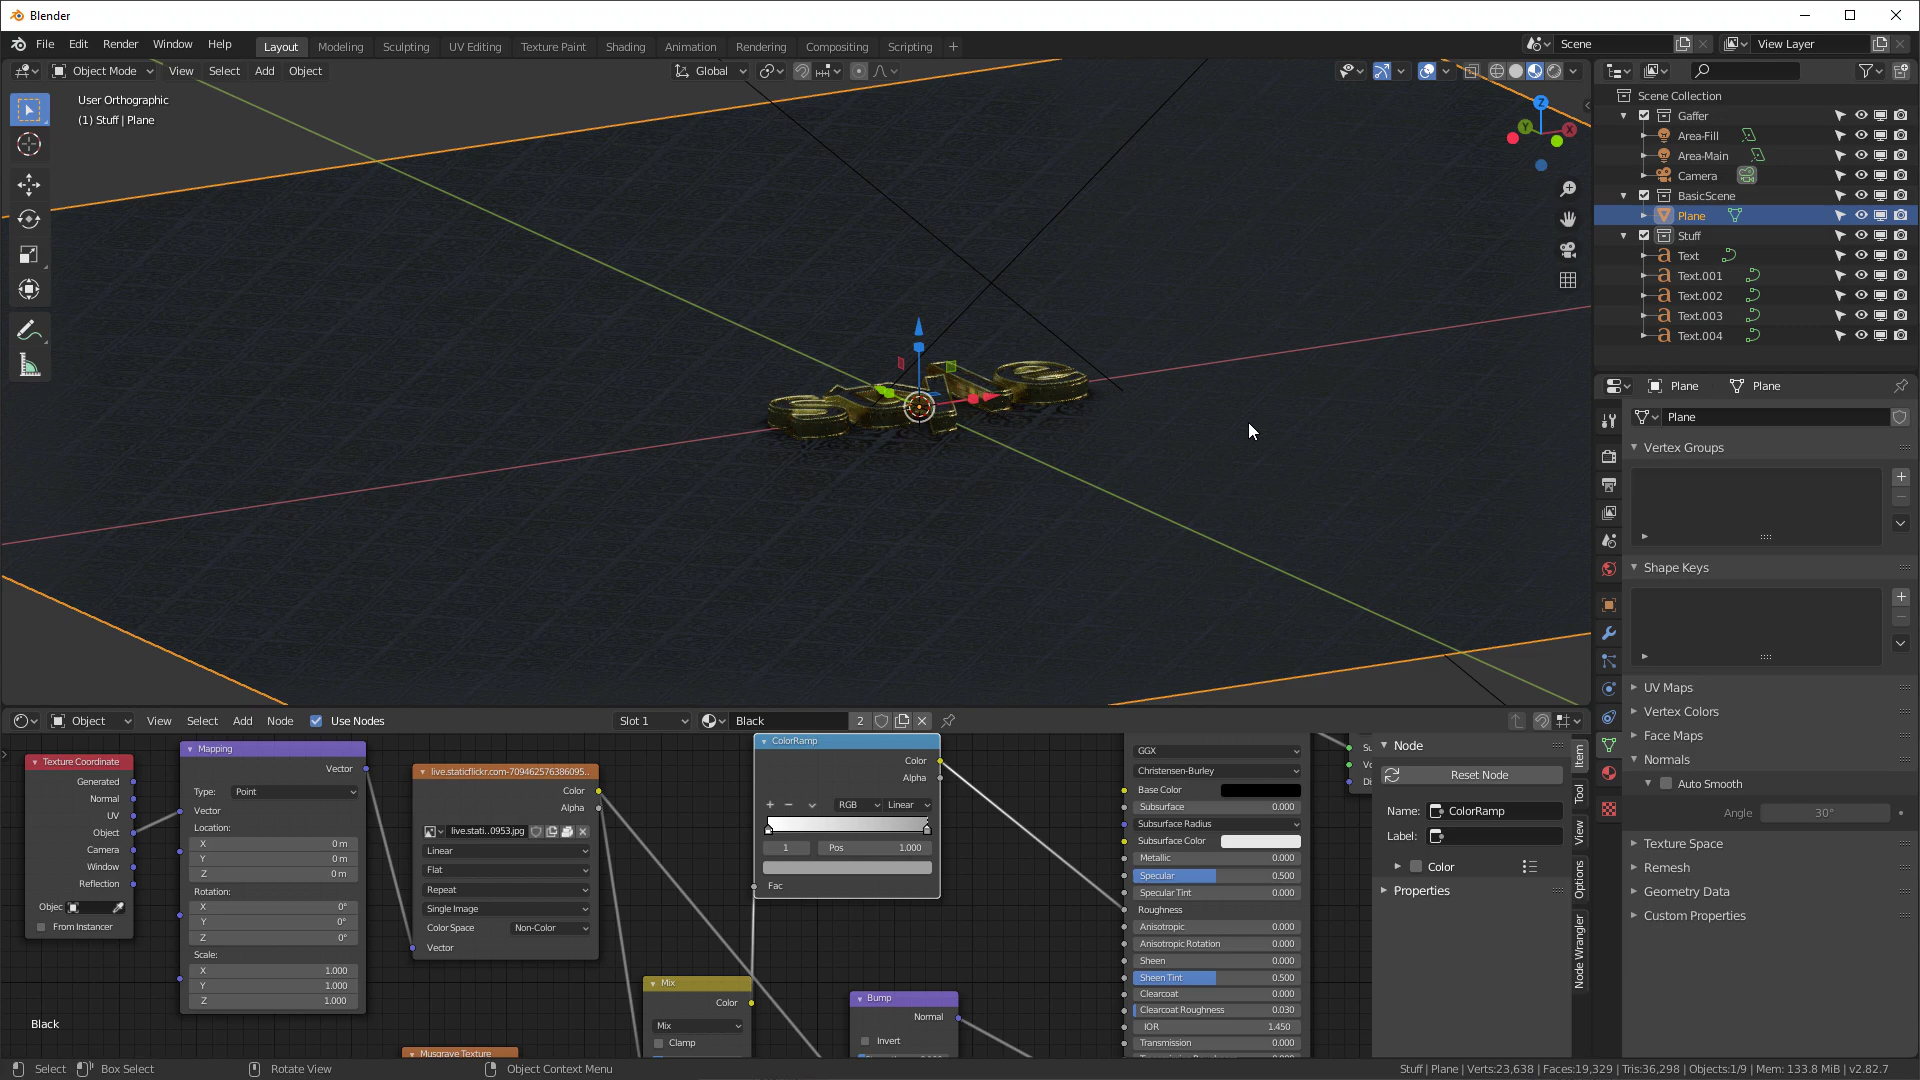 Blender
File Edit Render Window Help
Layout Modeling Sculpting UV Editing Texture Paint Shading Animation Rendering Compositing Scripting +
Scene
View Layer
Object Mode View Select Add Object
Global
User Orthographic
(1) Stuff | Plane
Z
Y
X
Scene Collection
Gaffer
Area-Fill
Area-Main
Camera
BasicScene
Plane
Stuff
Text
Text.001
Text.002
Text.003
Text.004
Plane Plane
Plane
Vertex Groups
Shape Keys
UV Maps
Vertex Colors
Face Maps
Normals
Auto Smooth
Angle 30°
Texture Space
Remesh
Geometry Data
Custom Properties
Object View Select Add Node Use Nodes
Slot 1
Black 2
Texture Coordinate
Generated
Normal
UV
Object
Camera
Window
Reflection
Objec
From Instancer
Mapping
Vector
Type: Point
Vector
Location:
X 0 m
Y 0 m
Z 0 m
Rotation:
X 0°
Y 0°
Z 0°
Scale:
X 1.000
Y 1.000
Z 1.000
live.staticflickr.com-709462576386095..
Color
Alpha
live.stati..0953.jpg
Linear
Flat
Repeat
Single Image
Color Space Non-Color
Vector
Musgrave Texture
Mix
Color
Mix
Clamp
ColorRamp
Color
Alpha
+ − RGB Linear
1 Pos 1.000
Fac
Bump
Normal
Invert
GGX
Christensen-Burley
Base Color
Subsurface 0.000
Subsurface Radius
Subsurface Color
Metallic 0.000
Specular 0.500
Specular Tint 0.000
Roughness
Anisotropic 0.000
Anisotropic Rotation 0.000
Sheen 0.000
Sheen Tint 0.500
Clearcoat 0.000
Clearcoat Roughness 0.030
IOR 1.450
Transmission 0.000
Su
Vo
Di
Node
Reset Node
Name: ColorRamp
Label:
Color
Properties
Item
Tool
View
Options
Node Wrangler
Black
Select Box Select Rotate View Object Context Menu
Stuff | Plane | Verts:23,638 | Faces:19,329 | Tris:36,298 | Objects:1/9 | Mem: 133.8 MiB | v2.82.7